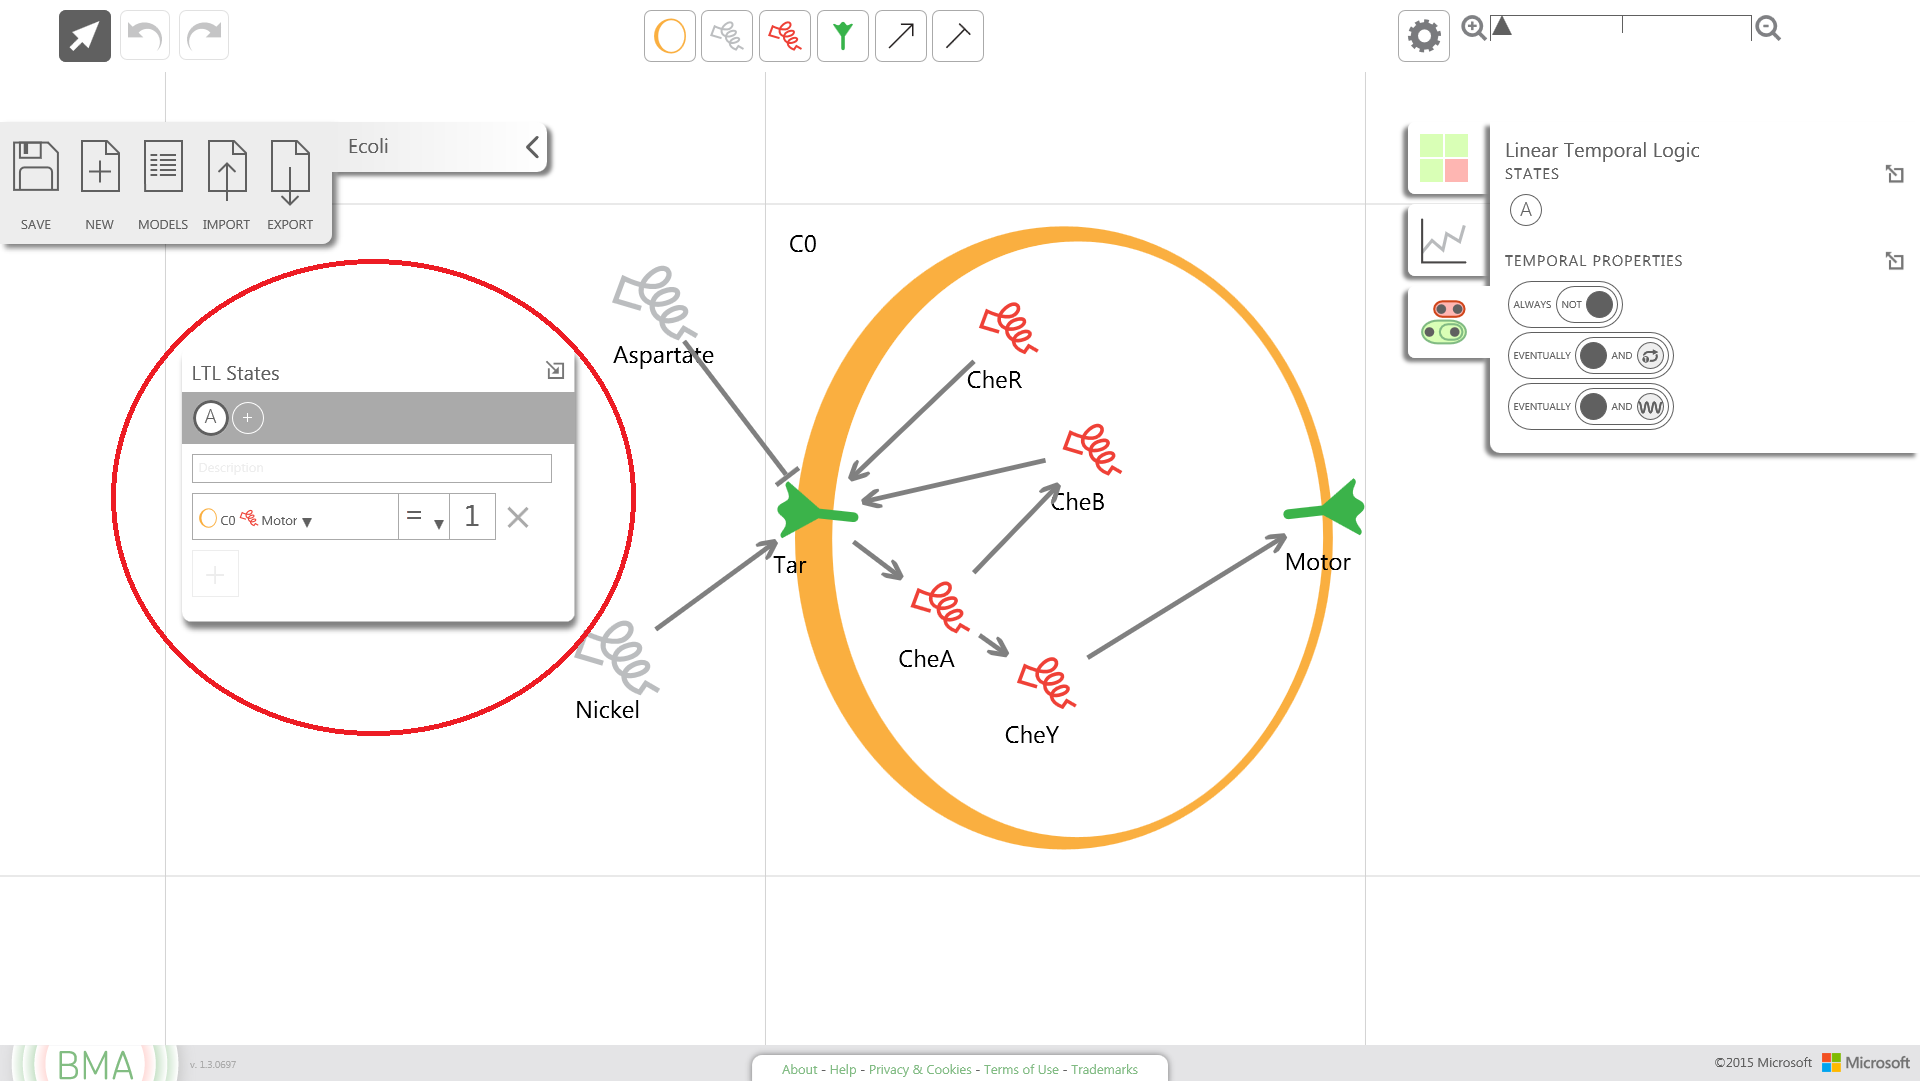 Ecoli
SAVE NEW MODELS IMPORT EXPORT
Linear Temporal Logic
STATES
A
TEMPORAL PROPERTIES
ALWAYS NOT
EVENTUALLY AND
EVENTUALLY AND
C0
Aspartate
CheR
CheB
Tar
Motor
CheA
CheY
Nickel
LTL States
A +
Description
C0 Motor ▼ = ▼ 1
+
BMA
v. 1.3.0697
About - Help - Privacy & Cookies - Terms of Use - Trademarks
©2015 Microsoft Microsoft